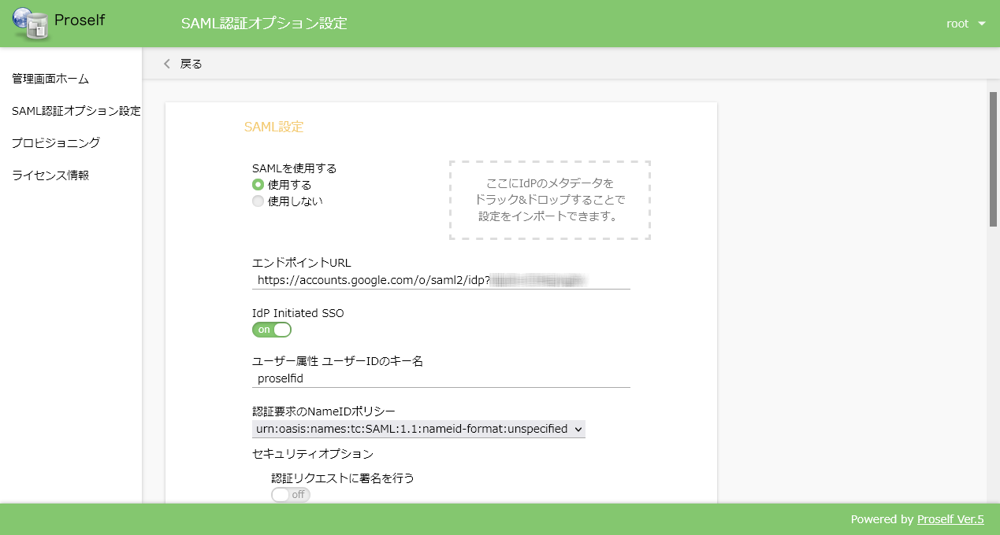 Proself
SAML認証オプション設定
root
管理画面ホーム
SAML認証オプション設定
プロビジョニング
ライセンス情報
戻る
SAML設定
SAMLを使用する
使用する
使用しない
ここにIdPのメタデータを
ドラック&ドロップすることで
設定をインポートできます。
エンドポイントURL
https://accounts.google.com/o/saml2/idp?
IdP Initiated SSO
on
ユーザー属性 ユーザーIDのキー名
proselfid
認証要求のNameIDポリシー
urn:oasis:names:tc:SAML:1.1:nameid-format:unspecified
セキュリティオプション
認証リクエストに署名を行う
off
Powered by Proself Ver.5